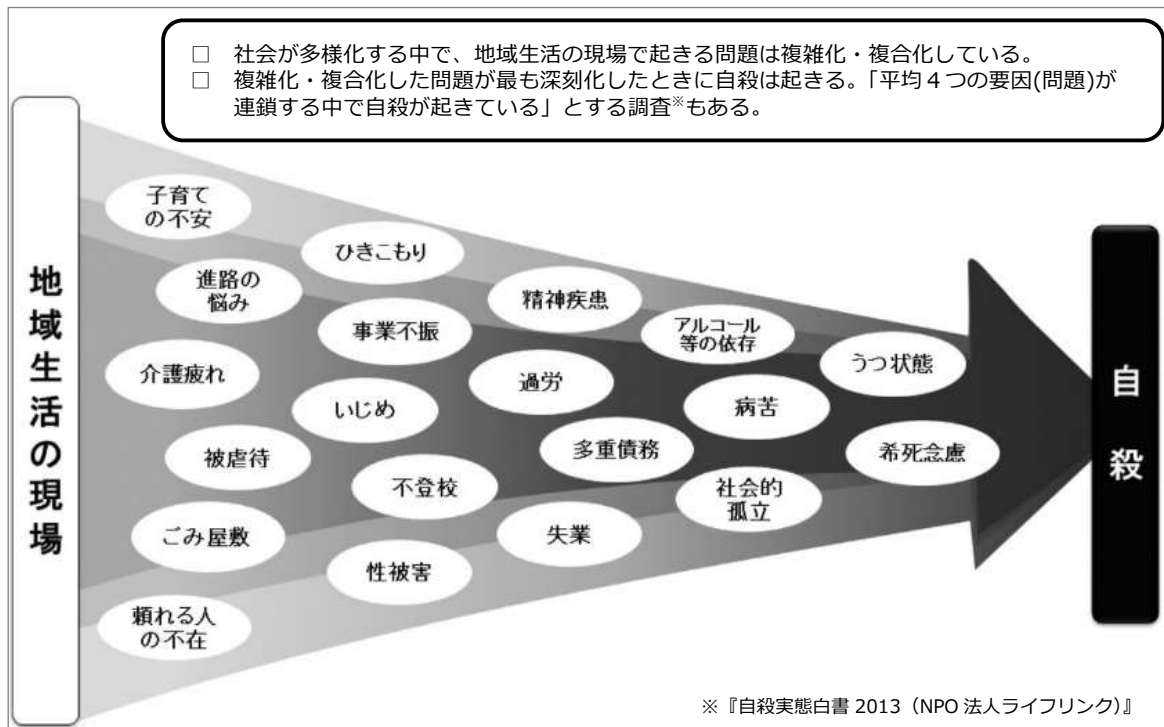 □ 社会が多様化する中で、地域生活の現場で起きる問題は複雑化・複合化している。
□ 複雑化・複合化した問題が最も深刻化したときに自殺は起きる。「平均４つの要因(問題)が
連鎖する中で自殺が起きている」とする調査※もある。
地域生活の現場
子育て
の不安
進路の
悩み
介護疲れ
被虐待
ごみ屋敷
頼れる人
の不在
ひきこもり
事業不振
いじめ
不登校
性被害
精神疾患
過労
多重債務
失業
アルコール
等の依存
病苦
社会的
孤立
うつ状態
希死念慮
自殺
※『自殺実態白書 2013（NPO 法人ライフリンク）』